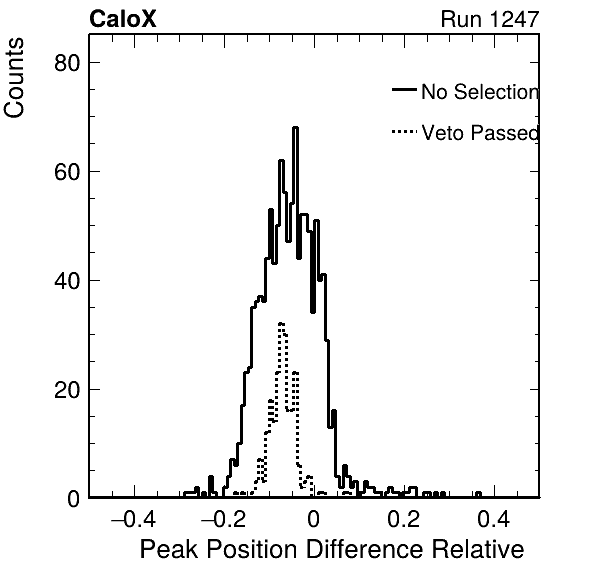 CaloX Run 1247
Counts
80
60
40
20
0
No Selection
Veto Passed
−0.4 −0.2 0 0.2 0.4
Peak Position Difference Relative